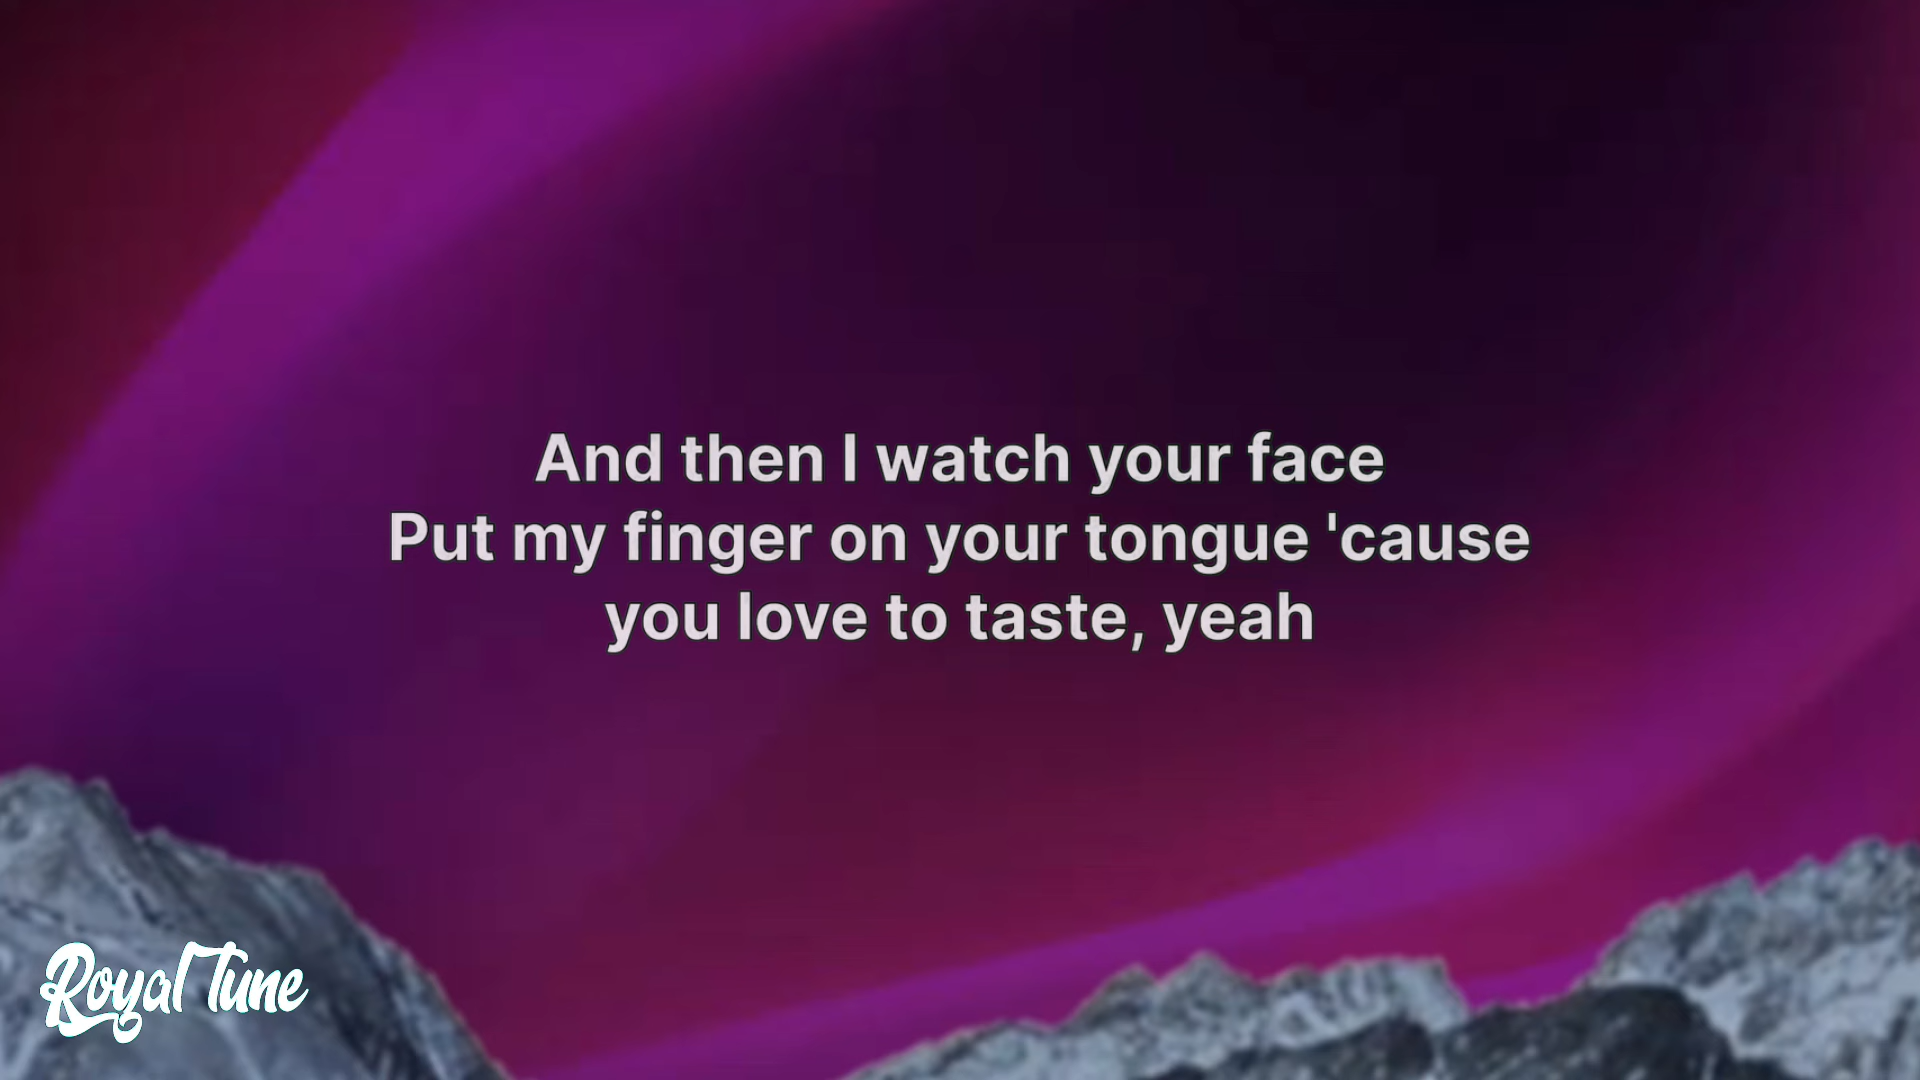 And then I watch your face
Put my finger on your tongue 'cause
you love to taste, yeah
Royal Tune